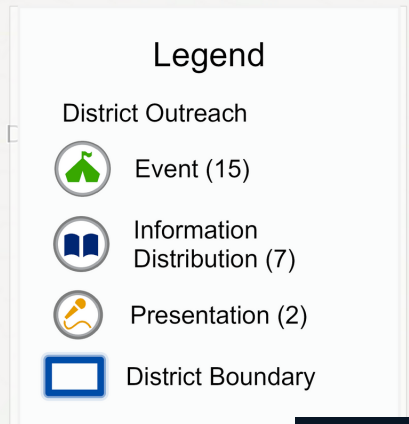 Legend
District Outreach
Event (15)
Information
Distribution (7)
Presentation (2)
District Boundary